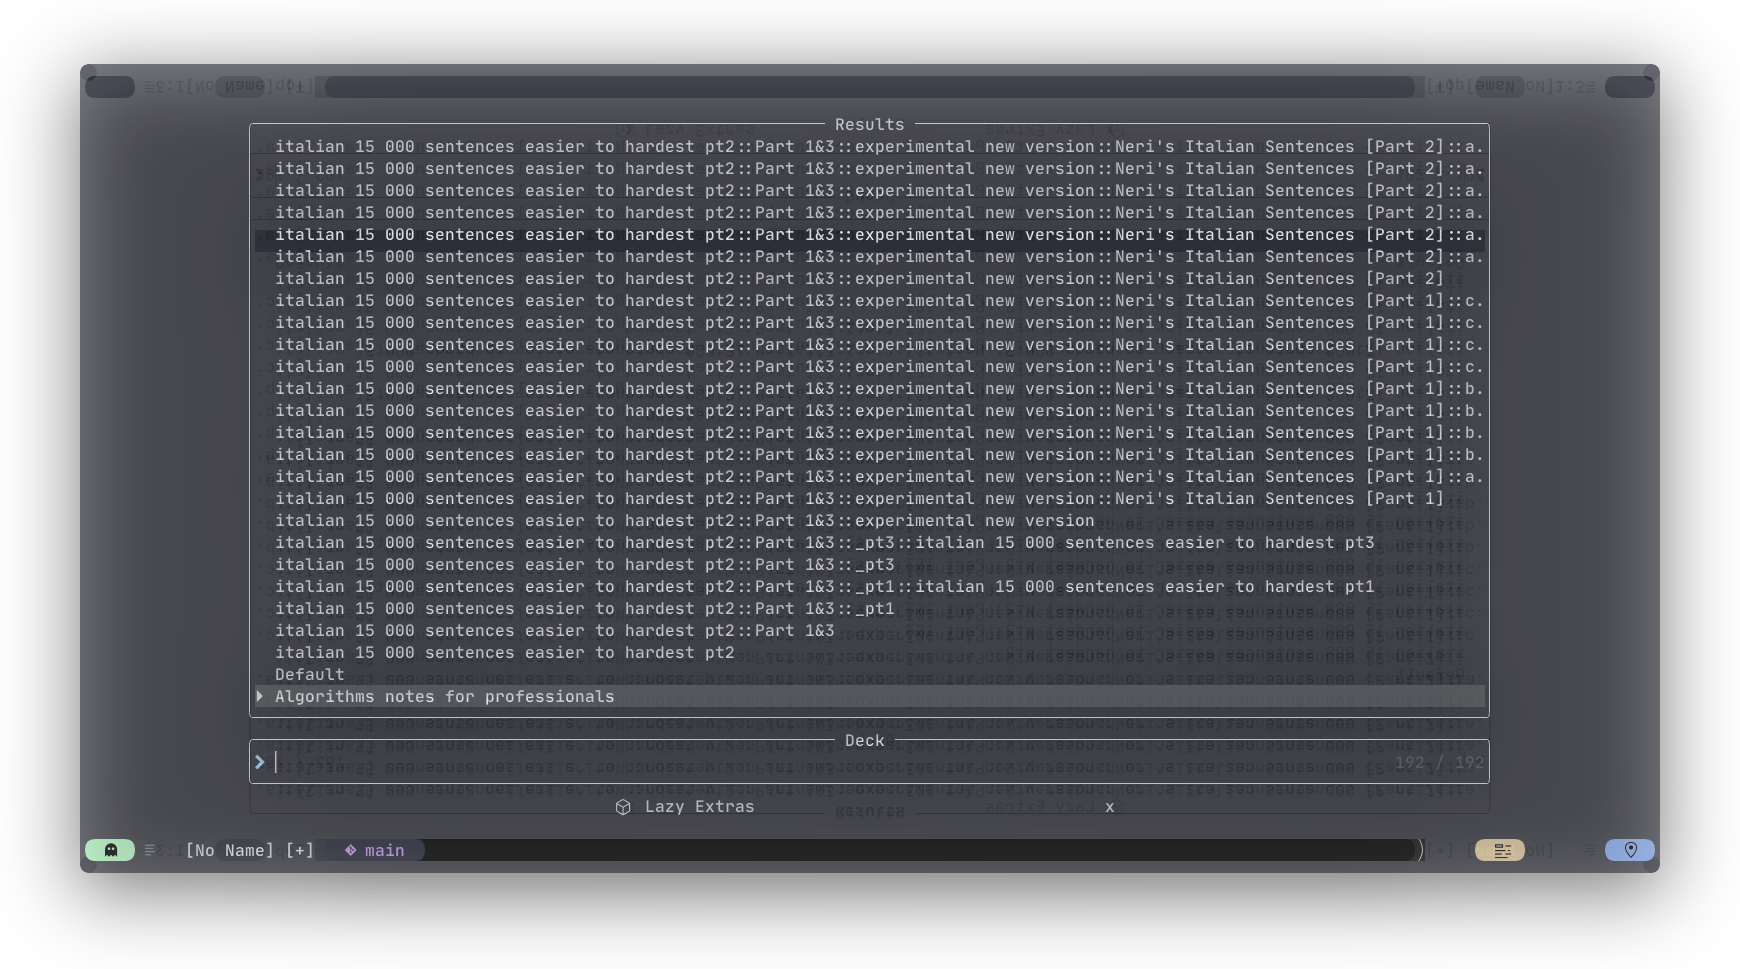 Results
italian 15 000 sentences easier to hardest pt2::Part 1&3::experimental new version::Neri's Italian Sentences [Part 2]::a.
italian 15 000 sentences easier to hardest pt2::Part 1&3::experimental new version::Neri's Italian Sentences [Part 2]::a.
italian 15 000 sentences easier to hardest pt2::Part 1&3::experimental new version::Neri's Italian Sentences [Part 2]::a.
italian 15 000 sentences easier to hardest pt2::Part 1&3::experimental new version::Neri's Italian Sentences [Part 2]::a.
italian 15 000 sentences easier to hardest pt2::Part 1&3::experimental new version::Neri's Italian Sentences [Part 2]::a.
italian 15 000 sentences easier to hardest pt2::Part 1&3::experimental new version::Neri's Italian Sentences [Part 2]::a.
italian 15 000 sentences easier to hardest pt2::Part 1&3::experimental new version::Neri's Italian Sentences [Part 2]
italian 15 000 sentences easier to hardest pt2::Part 1&3::experimental new version::Neri's Italian Sentences [Part 1]::c.
italian 15 000 sentences easier to hardest pt2::Part 1&3::experimental new version::Neri's Italian Sentences [Part 1]::c.
italian 15 000 sentences easier to hardest pt2::Part 1&3::experimental new version::Neri's Italian Sentences [Part 1]::c.
italian 15 000 sentences easier to hardest pt2::Part 1&3::experimental new version::Neri's Italian Sentences [Part 1]::c.
italian 15 000 sentences easier to hardest pt2::Part 1&3::experimental new version::Neri's Italian Sentences [Part 1]::b.
italian 15 000 sentences easier to hardest pt2::Part 1&3::experimental new version::Neri's Italian Sentences [Part 1]::b.
italian 15 000 sentences easier to hardest pt2::Part 1&3::experimental new version::Neri's Italian Sentences [Part 1]::b.
italian 15 000 sentences easier to hardest pt2::Part 1&3::experimental new version::Neri's Italian Sentences [Part 1]::b.
italian 15 000 sentences easier to hardest pt2::Part 1&3::experimental new version::Neri's Italian Sentences [Part 1]::a.
italian 15 000 sentences easier to hardest pt2::Part 1&3::experimental new version::Neri's Italian Sentences [Part 1]
italian 15 000 sentences easier to hardest pt2::Part 1&3::experimental new version
italian 15 000 sentences easier to hardest pt2::Part 1&3::_pt3::italian 15 000 sentences easier to hardest pt3
italian 15 000 sentences easier to hardest pt2::Part 1&3::_pt3
italian 15 000 sentences easier to hardest pt2::Part 1&3::_pt1::italian 15 000 sentences easier to hardest pt1
italian 15 000 sentences easier to hardest pt2::Part 1&3::_pt1
italian 15 000 sentences easier to hardest pt2::Part 1&3
italian 15 000 sentences easier to hardest pt2
Default
Algorithms notes for professionals
Deck
192 / 192
Lazy Extras x
[No Name] [+] main